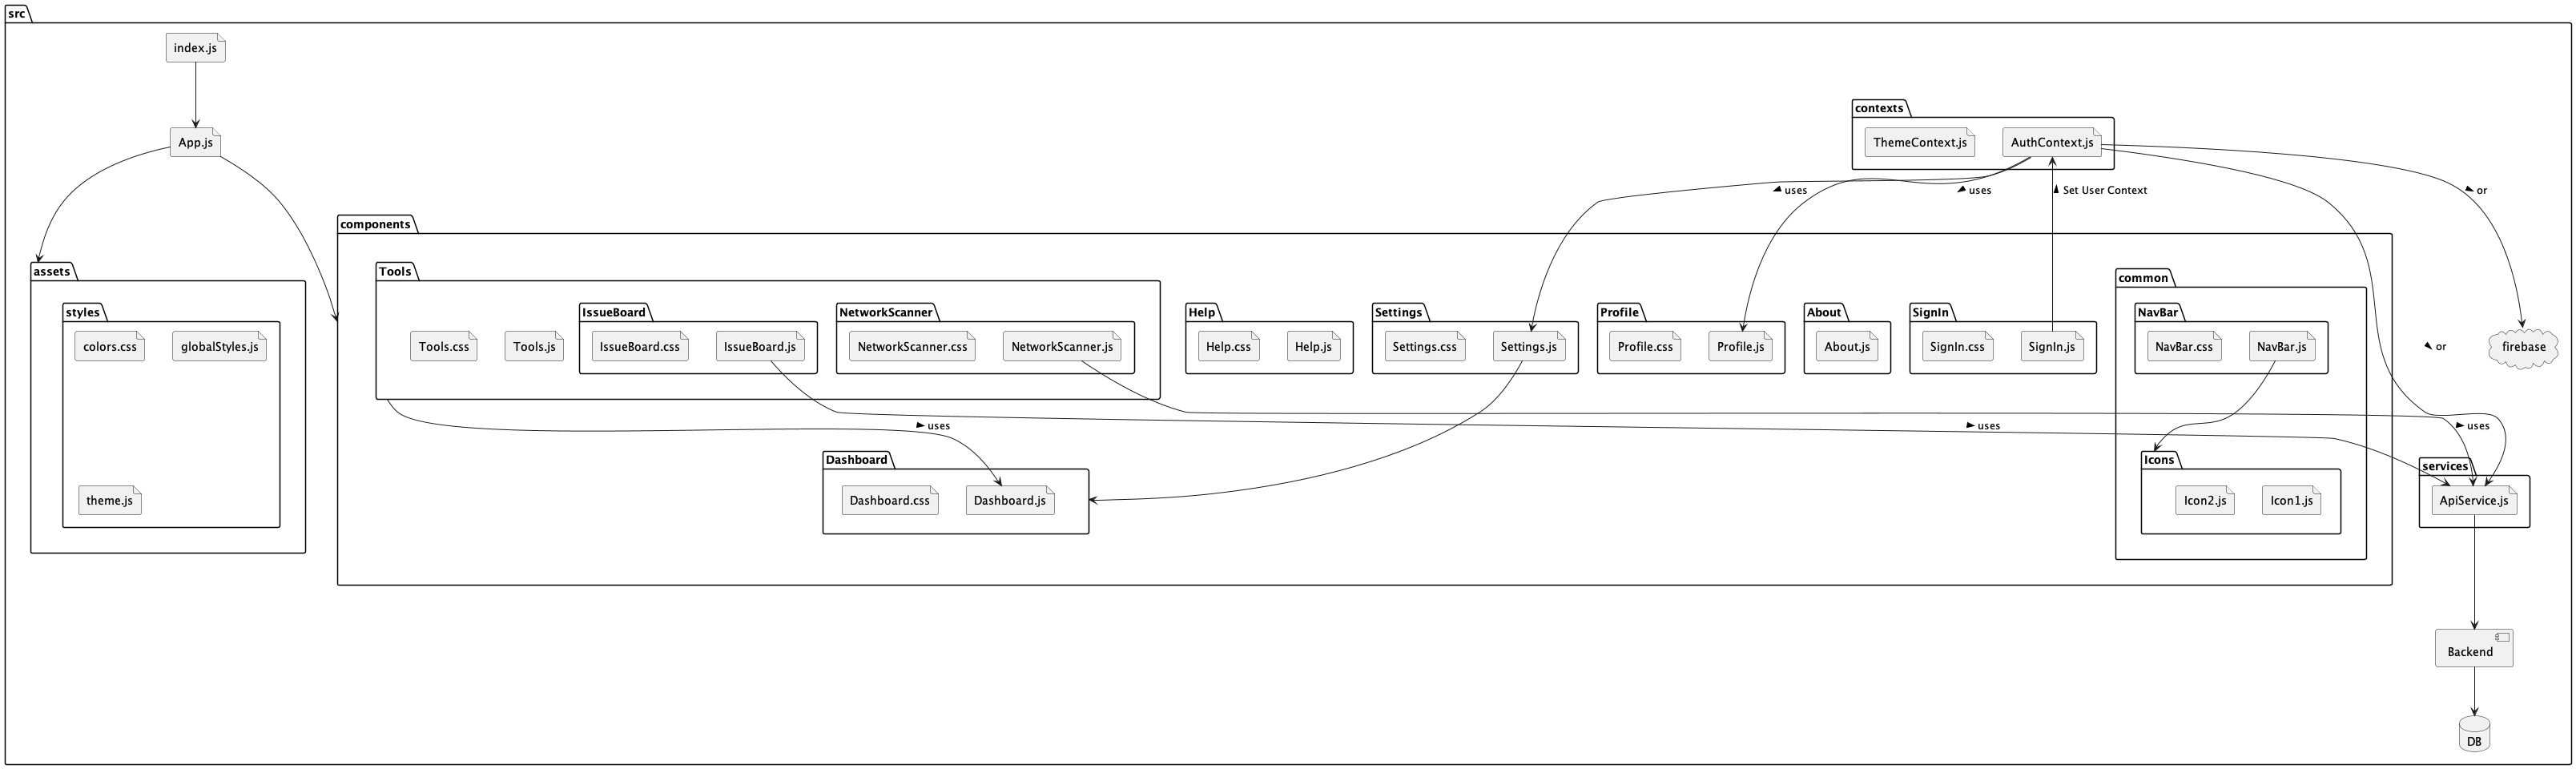 src
index.js
App.js
contexts
ThemeContext.js
AuthContext.js
uses
uses
Set User Context
or
components
assets
styles
colors.css
globalStyles.js
theme.js
Tools
Tools.css
Tools.js
IssueBoard
IssueBoard.css
IssueBoard.js
NetworkScanner
NetworkScanner.css
NetworkScanner.js
Help
Help.css
Help.js
Settings
Settings.css
Settings.js
Profile
Profile.css
Profile.js
About
About.js
SignIn
SignIn.css
SignIn.js
common
NavBar
NavBar.css
NavBar.js
or
firebase
uses
uses
uses
Dashboard
Dashboard.css
Dashboard.js
Icons
Icon2.js
Icon1.js
services
ApiService.js
Backend
DB